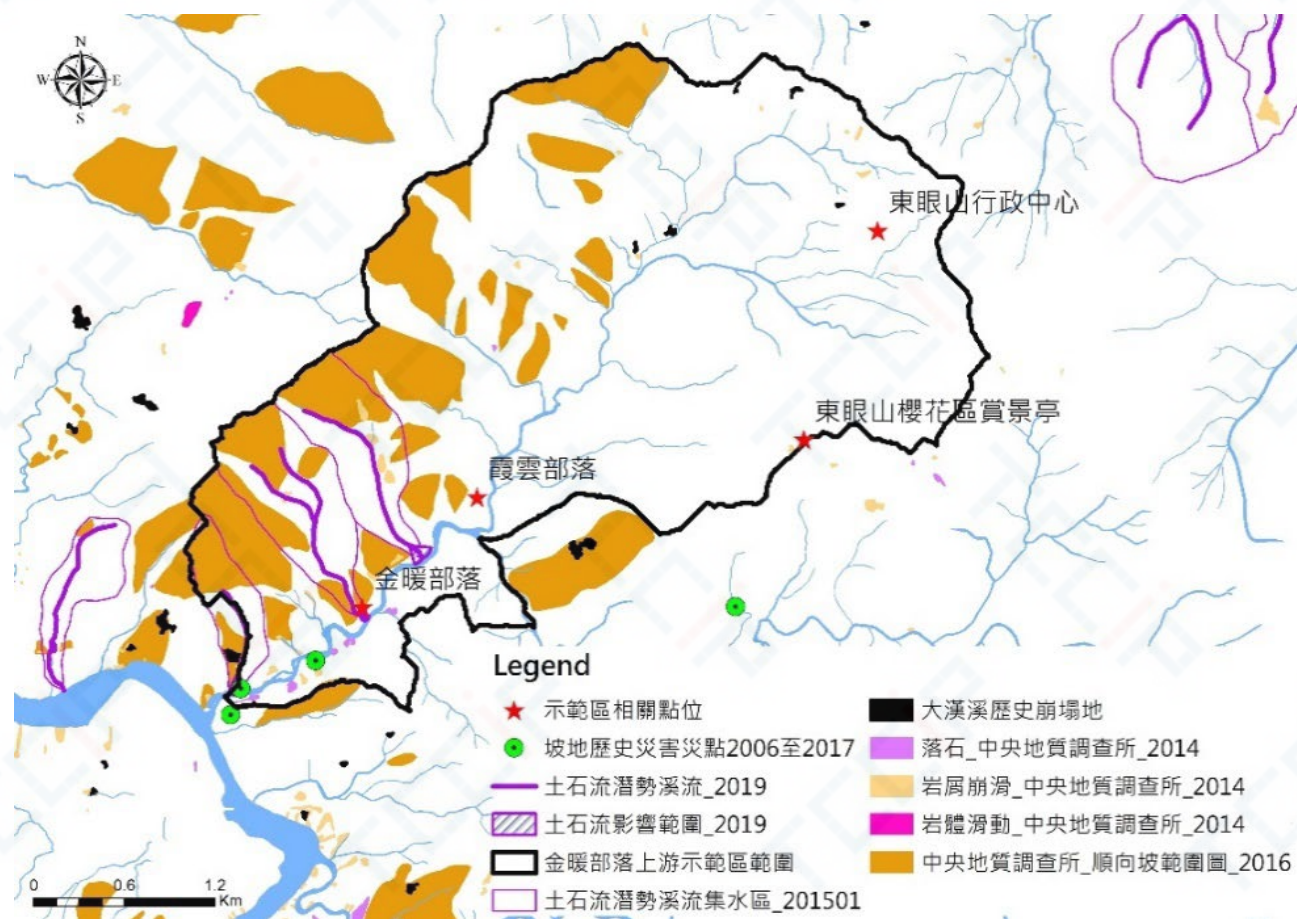 N
W E
S
東眼山行政中心
東眼山櫻花區賞景亭
霞雲部落
金暖部落
Legend
示範區相關點位
坡地歷史災害災點2006至2017
土石流潛勢溪流_2019
土石流影響範圍_2019
金暖部落上游示範區範圍
土石流潛勢溪流集水區_201501
大漢溪歷史崩塌地
落石_中央地質調查所_2014
岩屑崩滑_中央地質調查所_2014
岩體滑動_中央地質調查所_2014
中央地質調查所_順向坡範圍圖_2016
0 0.6 1.2
Km